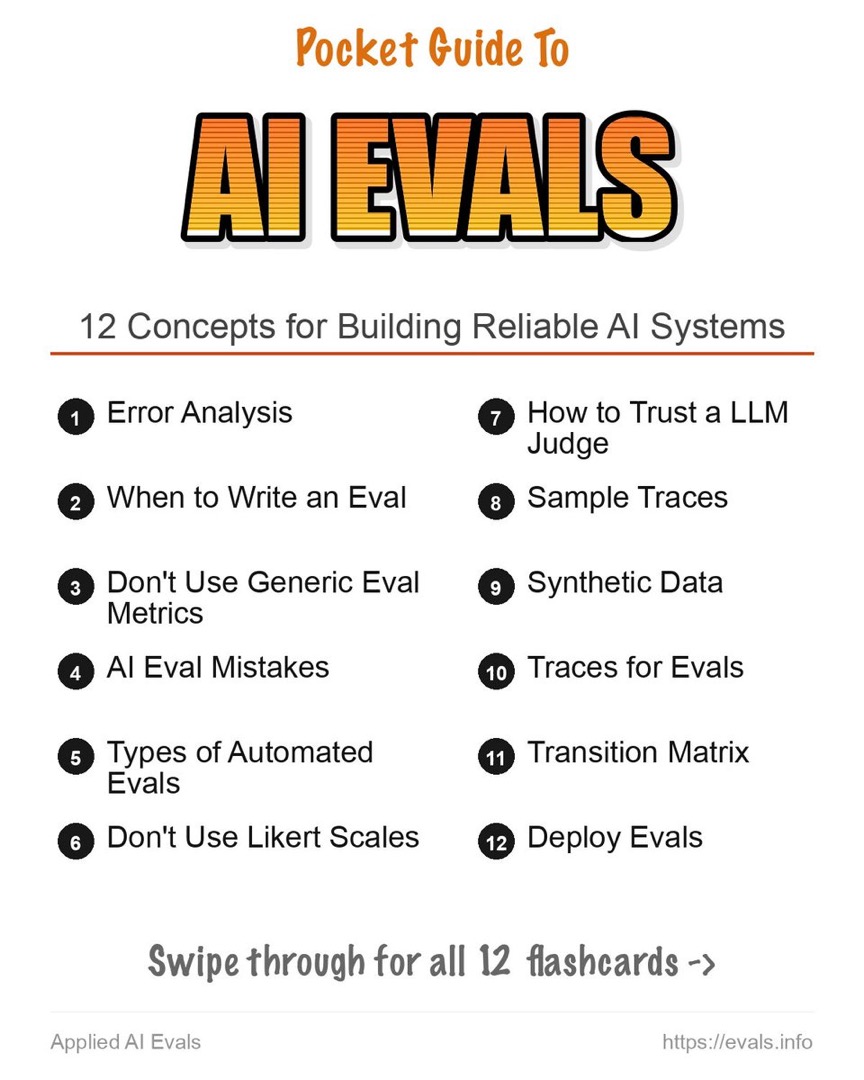 Pocket Guide To
AI EVALS
12 Concepts for Building Reliable AI Systems
1 Error Analysis
2 When to Write an Eval
3 Don't Use Generic Eval
Metrics
4 AI Eval Mistakes
5 Types of Automated
Evals
6 Don't Use Likert Scales
7 How to Trust a LLM
Judge
8 Sample Traces
9 Synthetic Data
10 Traces for Evals
11 Transition Matrix
12 Deploy Evals
Swipe through for all 12 flashcards ->
Applied AI Evals
https://evals.info